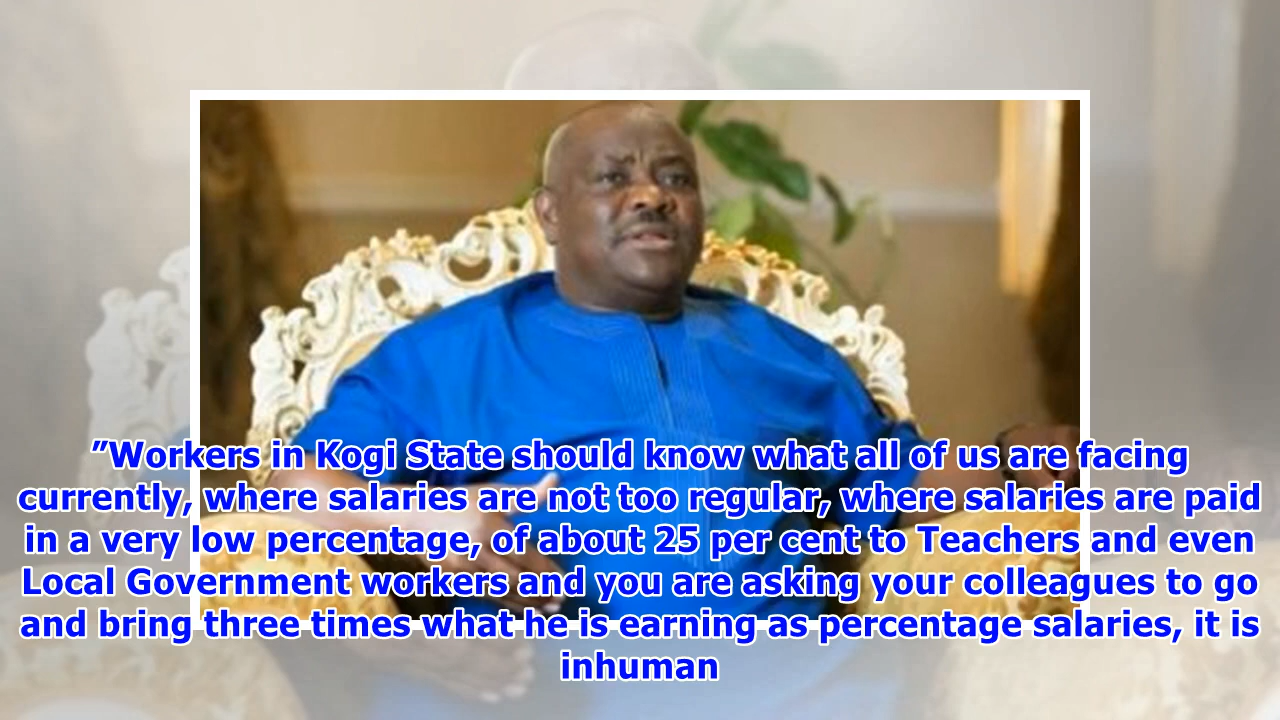 ”Workers in Kogi State should know what all of us are facing
currently, where salaries are not too regular, where salaries are paid
in a very low percentage, of about 25 per cent to Teachers and even
Local Government workers and you are asking your colleagues to go
and bring three times what he is earning as percentage salaries, it is
inhuman